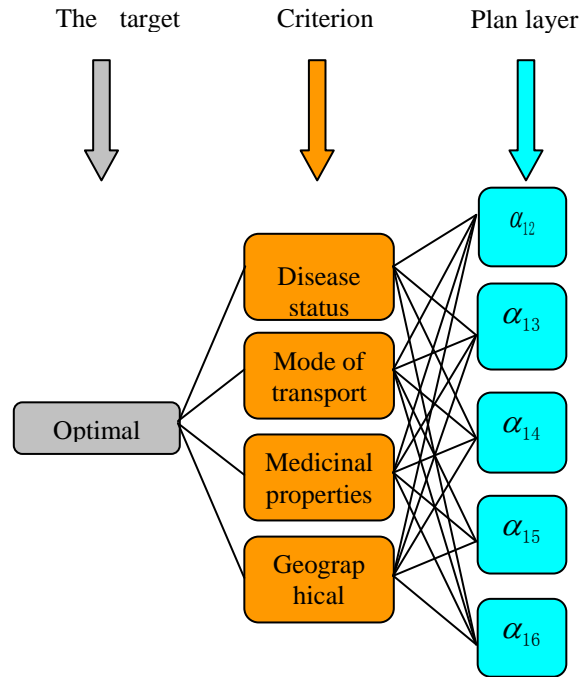 The target
Criterion
Plan layer
Optimal
Disease
status
Mode of
transport
Medicinal
properties
Geograp
hical
α₁₂
α₁₃
α₁₄
α₁₅
α₁₆